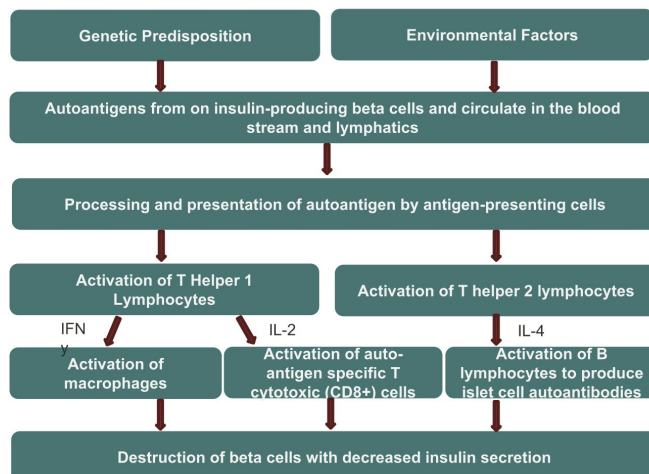 Genetic Predisposition
Environmental Factors
Autoantigens from on insulin-producing beta cells and circulate in the blood
stream and lymphatics
Processing and presentation of autoantigen by antigen-presenting cells
Activation of T Helper 1
Lymphocytes
Activation of T helper 2 lymphocytes
IFN
y
IL-2
IL-4
Activation of
macrophages
Activation of auto-
antigen specific T
cytotoxic (CD8+) cells
Activation of B
lymphocytes to produce
islet cell autoantibodies
Destruction of beta cells with decreased insulin secretion